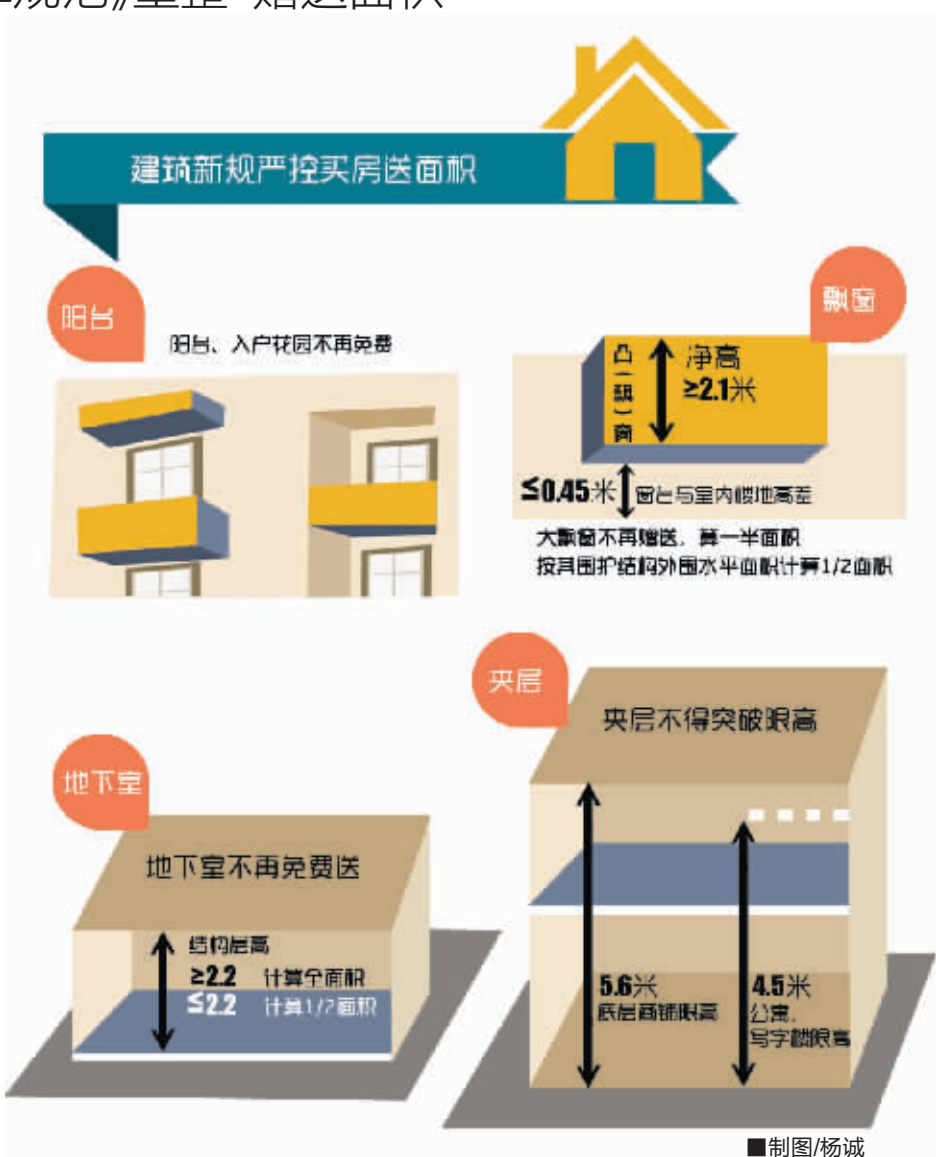 建筑新规严控买房送面积
阳台
阳台、入户花园不再免费
飘窗
凸(飘)窗
净高
≥2.1米
≤0.45米
窗台与室内楼地高差
大飘窗不再赠送，算一半面积
按其围护结构外围水平面积计算1/2面积
夹层
夹层不得突破限高
5.6米
底层商铺限高
4.5米
公寓、
写字楼限高
地下室
地下室不再免费送
结构层高
≥2.2 计算全面积
≤2.2 计算1/2面积
■制图/杨诚